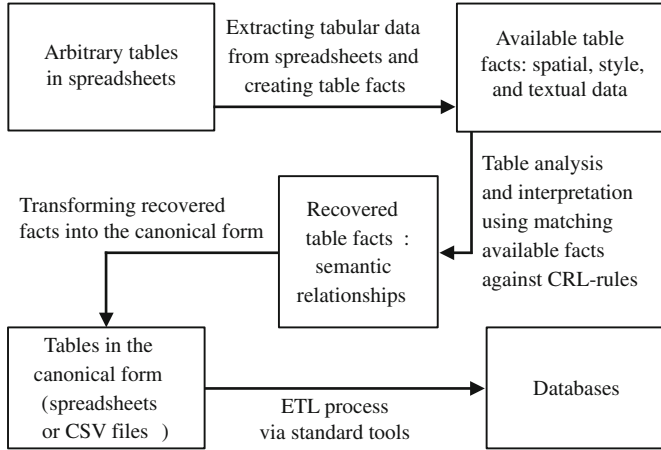 Arbitrary tables
in spreadsheets
Extracting tabular data
from spreadsheets and
creating table facts
Available table
facts: spatial, style,
and textual data
Table analysis
and interpretation
using matching
available facts
against CRL-rules
Recovered
table facts :
semantic
relationships
Transforming recovered
facts into the canonical form
Tables in the
canonical form
(spreadsheets
or CSV files )
ETL process
via standard tools
Databases